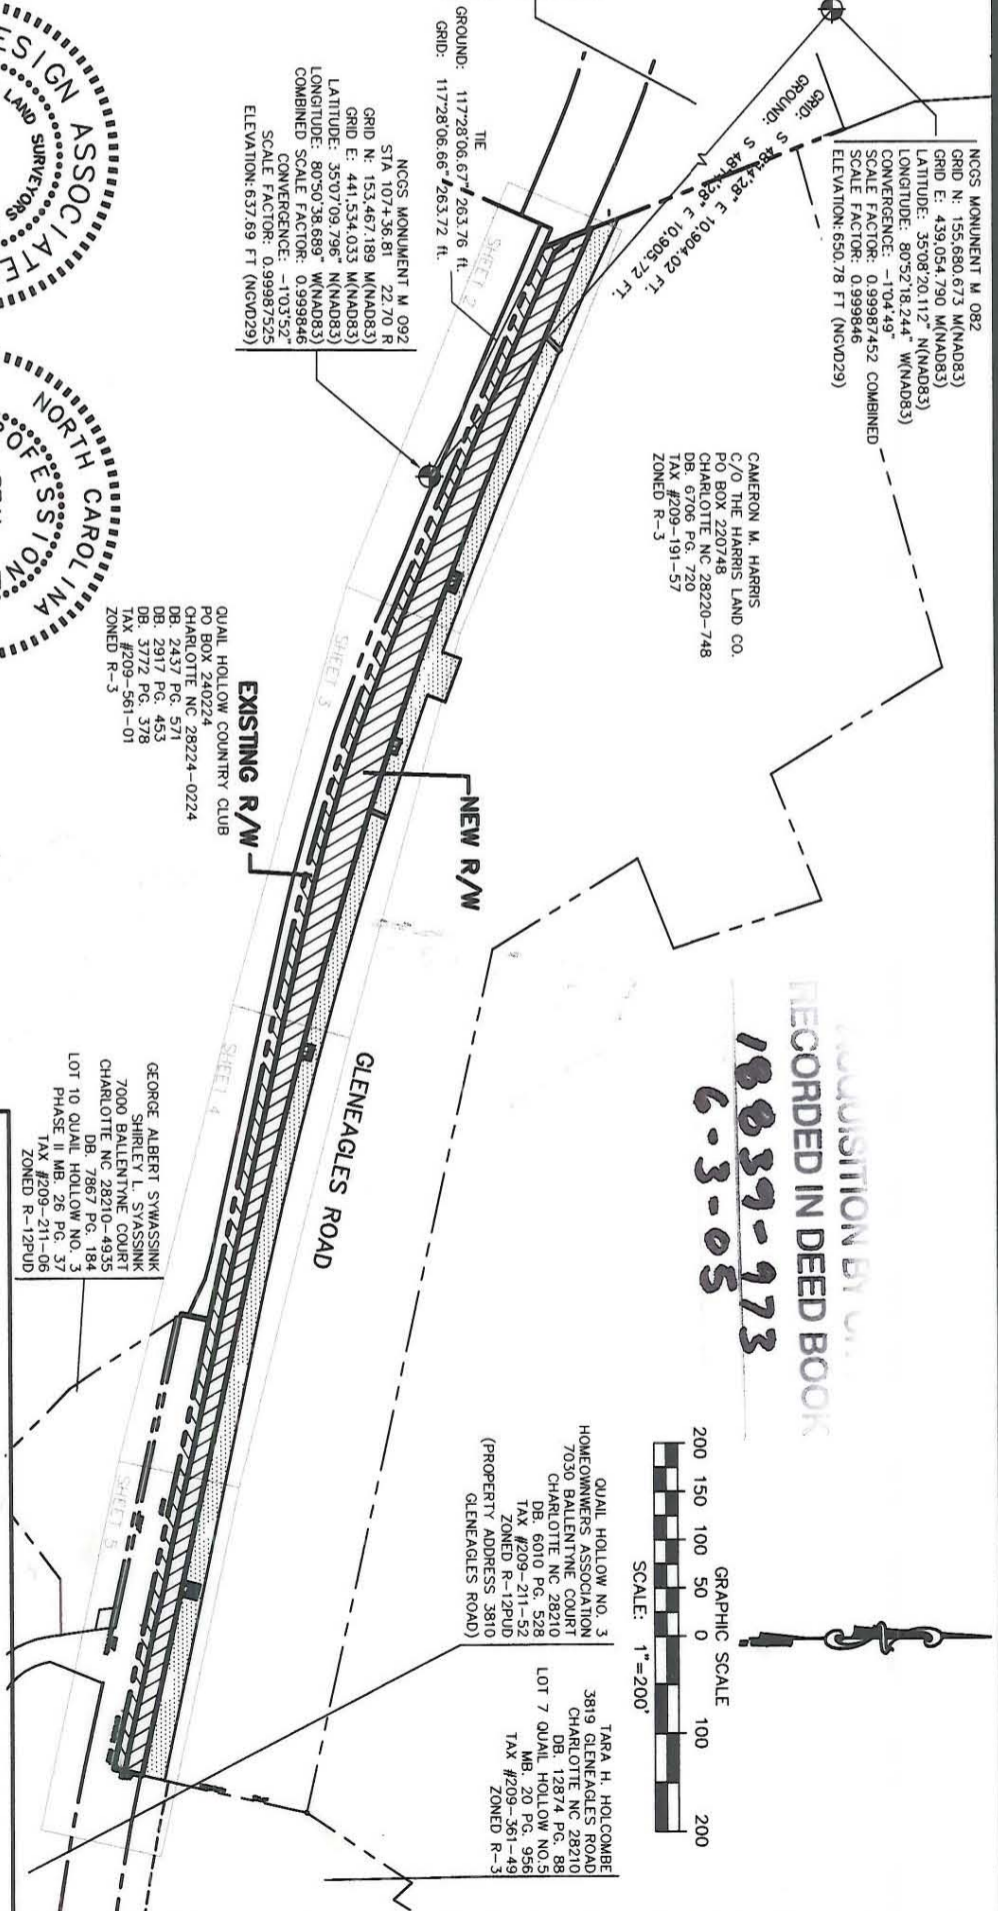 NCGS MONUNENT M 082
GRID N: 155,680.673 M(NAD83)
GRID E: 439,054.790 M(NAD83)
LATITUDE: 35°08'20.112" N(NAD83)
LONGITUDE: 80°52'18.244" W(NAD83)
CONVERGENCE: -1°04'49"
SCALE FACTOR: 0.99987452 COMBINED
SCALE FACTOR: 0.999846
ELEVATION: 650.78 FT (NGVD29)
GRID: S 48°14'28" E 10,904.02 FT.
GROUND: S 48°14'28" E 10,905.72 FT.
TIE
GROUND: 117°28'06.67" 263.76 ft.
GRID: 117°28'06.66" 263.72 ft.
NCGS MONUMENT M 092
STA 107+36.81 22.70 R
GRID N: 153,467.189 M(NAD83)
GRID E: 441,534.033 M(NAD83)
LATITUDE: 35°07'09.796" N(NAD83)
LONGITUDE: 80°50'38.689" W(NAD83)
COMBINED SCALE FACTOR: 0.999846
CONVERGENCE: -1°03'52"
SCALE FACTOR: 0.99987525
ELEVATION: 637.69 FT (NGVD29)
CAMERON M. HARRIS
C/O THE HARRIS LAND CO.
PO BOX 220748
CHARLOTTE NC 28220-748
DB. 6706 PG. 720
TAX #209-191-57
ZONED R-3
SHEET 2
SHEET 3
QUAIL HOLLOW COUNTRY CLUB
PO BOX 240224
CHARLOTTE NC 28224-0224
DB. 2437 PG. 571
DB. 2917 PG. 453
DB. 3772 PG. 378
TAX #209-561-01
ZONED R-3
EXISTING R/W
NEW R/W
GLENEAGLES ROAD
SHEET 4
RECORDED IN DEED BOOK
18839-973
6-3-05
GEORGE ALBERT SYWASSINK
SHIRLEY L. SYASSINK
7000 BALLENTYNE COURT
CHARLOTTE NC 28210-4935
DB. 7867 PG. 184
LOT 10 QUAIL HOLLOW NO. 3
PHASE II MB. 26 PG. 37
TAX #209-211-06
ZONED R-12PUD
SHEET 5
GRAPHIC SCALE
200 150 100 50 0 100 200
SCALE: 1"=200'
QUAIL HOLLOW NO. 3
HOMEOWNWERS ASSOCIATION
7030 BALLENTYNE COURT
CHARLOTTE NC 28210
DB. 6010 PG. 528
TAX #209-211-52
ZONED R-12PUD
(PROPERTY ADDRESS 3810
GLENEAGLES ROAD)
TARA H. HOLCOMBE
3819 GLENEAGLES ROAD
CHARLOTTE NC 28210
DB. 12874 PG. 88
LOT 7 QUAIL HOLLOW NO.5
MB. 20 PG. 956
TAX #209-361-49
ZONED R-3
LAND SURVEYORS
NORTH CAROLINA